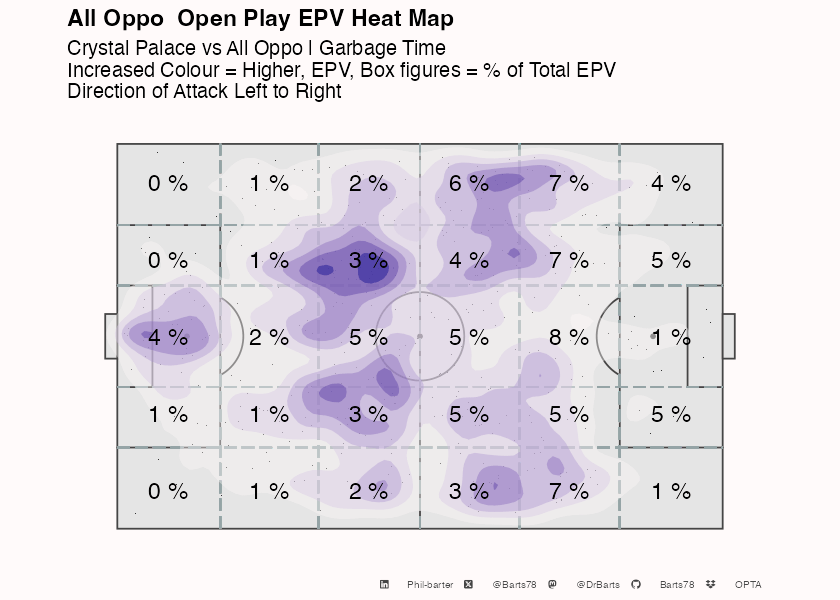 All Oppo  Open Play EPV Heat Map
Crystal Palace vs All Oppo | Garbage Time
Increased Colour = Higher, EPV, Box figures = % of Total EPV
Direction of Attack Left to Right
0 % 1 % 2 % 6 % 7 % 4 %
0 % 1 % 3 % 4 % 7 % 5 %
4 % 2 % 5 % 5 % 8 % 1 %
1 % 1 % 3 % 5 % 5 % 5 %
0 % 1 % 2 % 3 % 7 % 1 %
Phil-barter @Barts78 @DrBarts Barts78 OPTA